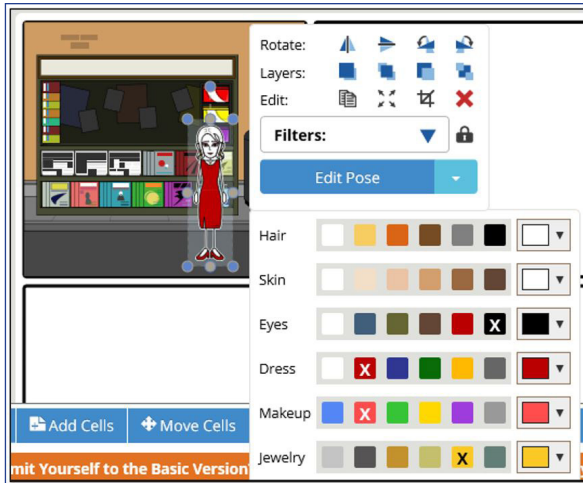 Rotate:
Layers:
Edit:
Filters:
Edit Pose
Hair
Skin
Eyes
X
Dress
X
Makeup
X
Jewelry
X
Add Cells
Move Cells
mit Yourself to the Basic Version